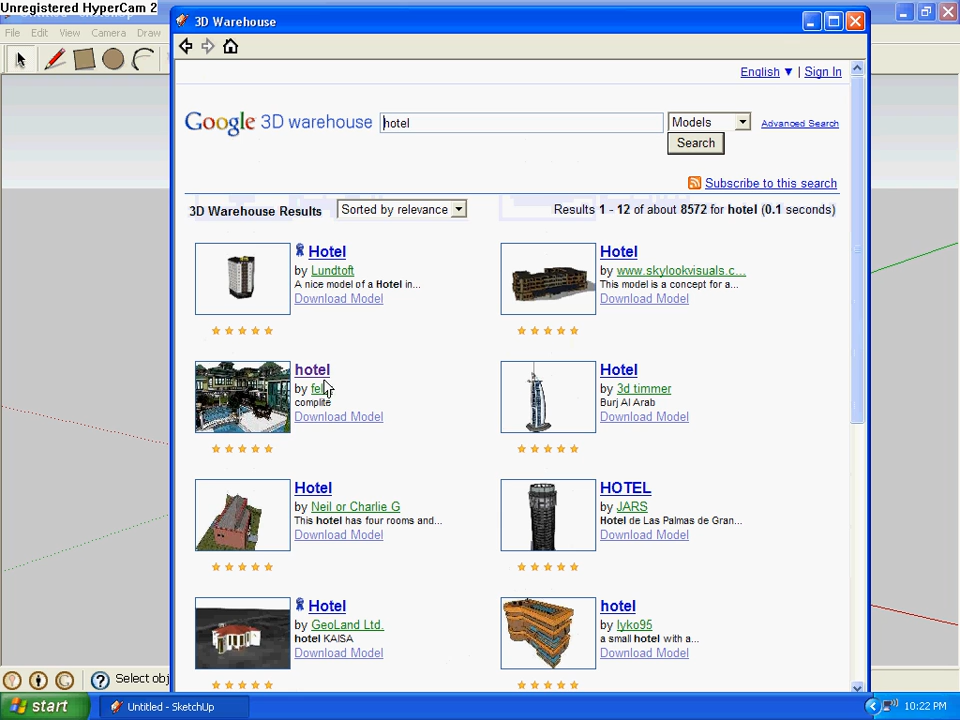 Unregistered HyperCam 2
3D Warehouse
File Edit View Camera Draw
English ▼ | Sign In
Google 3D warehouse hotel Models Advanced Search
Search
Subscribe to this search
3D Warehouse Results Sorted by relevance Results 1 - 12 of about 8572 for hotel (0.1 seconds)
Hotel
by Lundtoft
A nice model of a Hotel in...
Download Model
Hotel
by www.skylookvisuals.c...
This model is a concept for a...
Download Model
hotel
by
complite
Download Model
Hotel
by 3d timmer
Burj Al Arab
Download Model
Hotel
by Neil or Charlie G
This hotel has four rooms and...
Download Model
HOTEL
by JARS
Hotel de Las Palmas de Gran...
Download Model
Hotel
by GeoLand Ltd.
hotel KAISA
Download Model
hotel
by lyko95
a small hotel with a...
Download Model
Select obj
start Untitled - SketchUp 10:22 PM